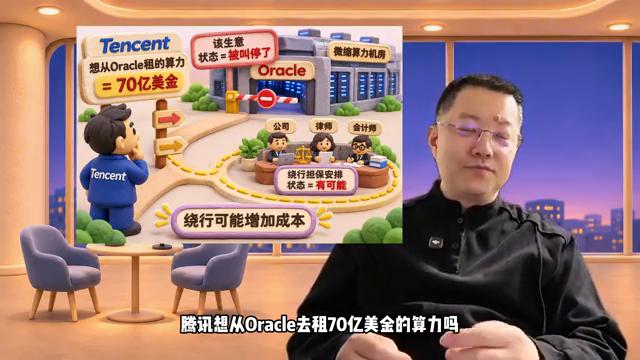 Tencent
想从Oracle租的算力
=70亿美金
该生意
状态=被叫停了
微缩算力机房
Oracle
Tencent
公司
律师
会计师
绕行担保安排
状态=有可能
绕行可能增加成本
腾讯想从Oracle去租70亿美金的算力吗